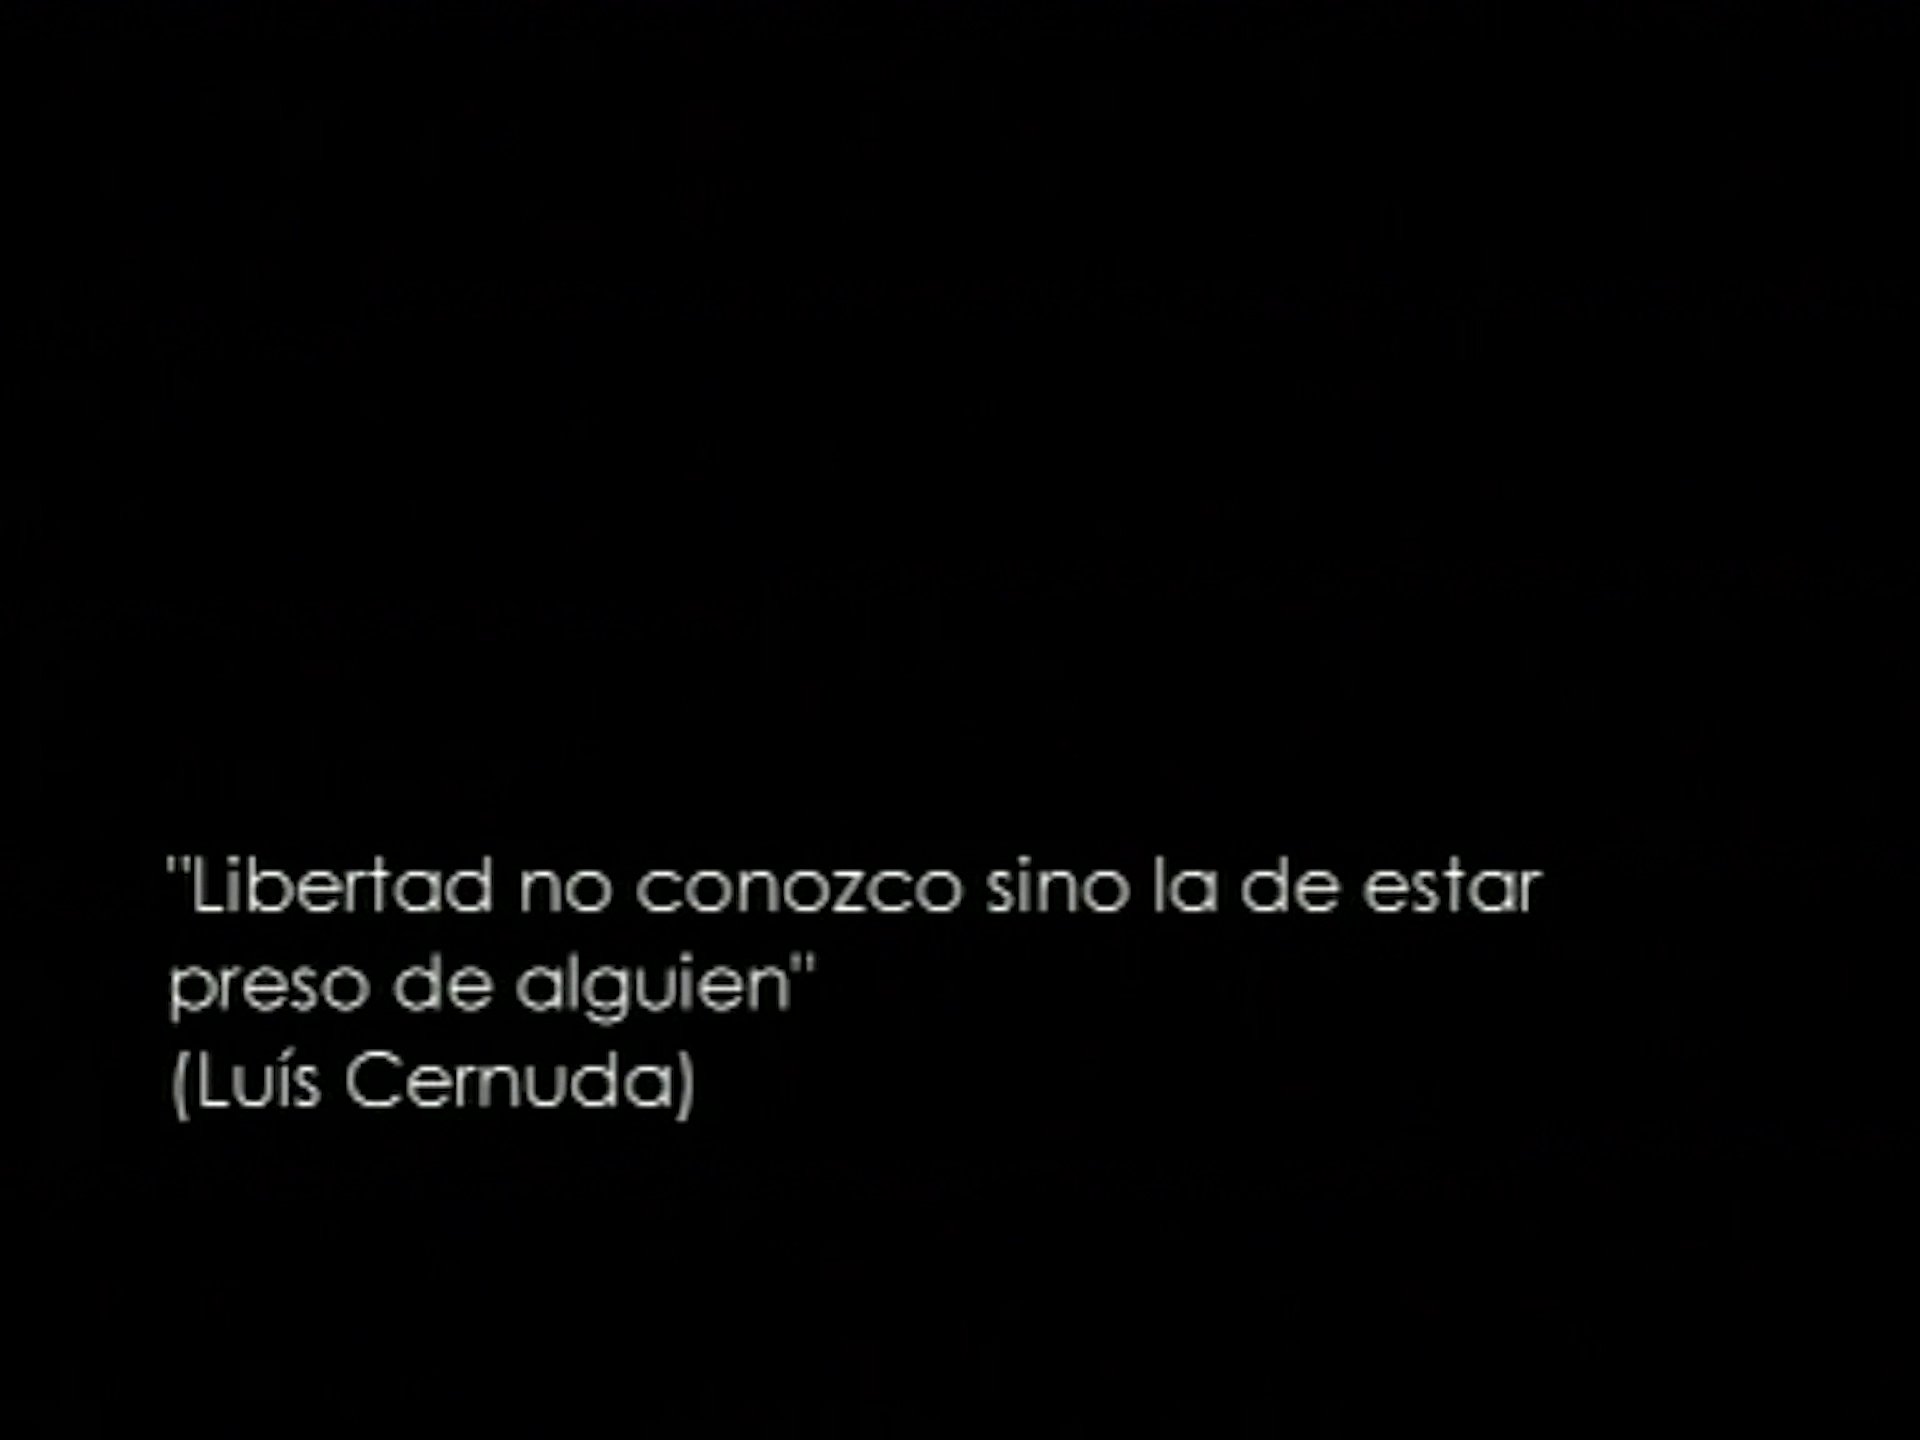 "Libertad no conozco sino la de estar
preso de alguien"
(Luís Cernuda)